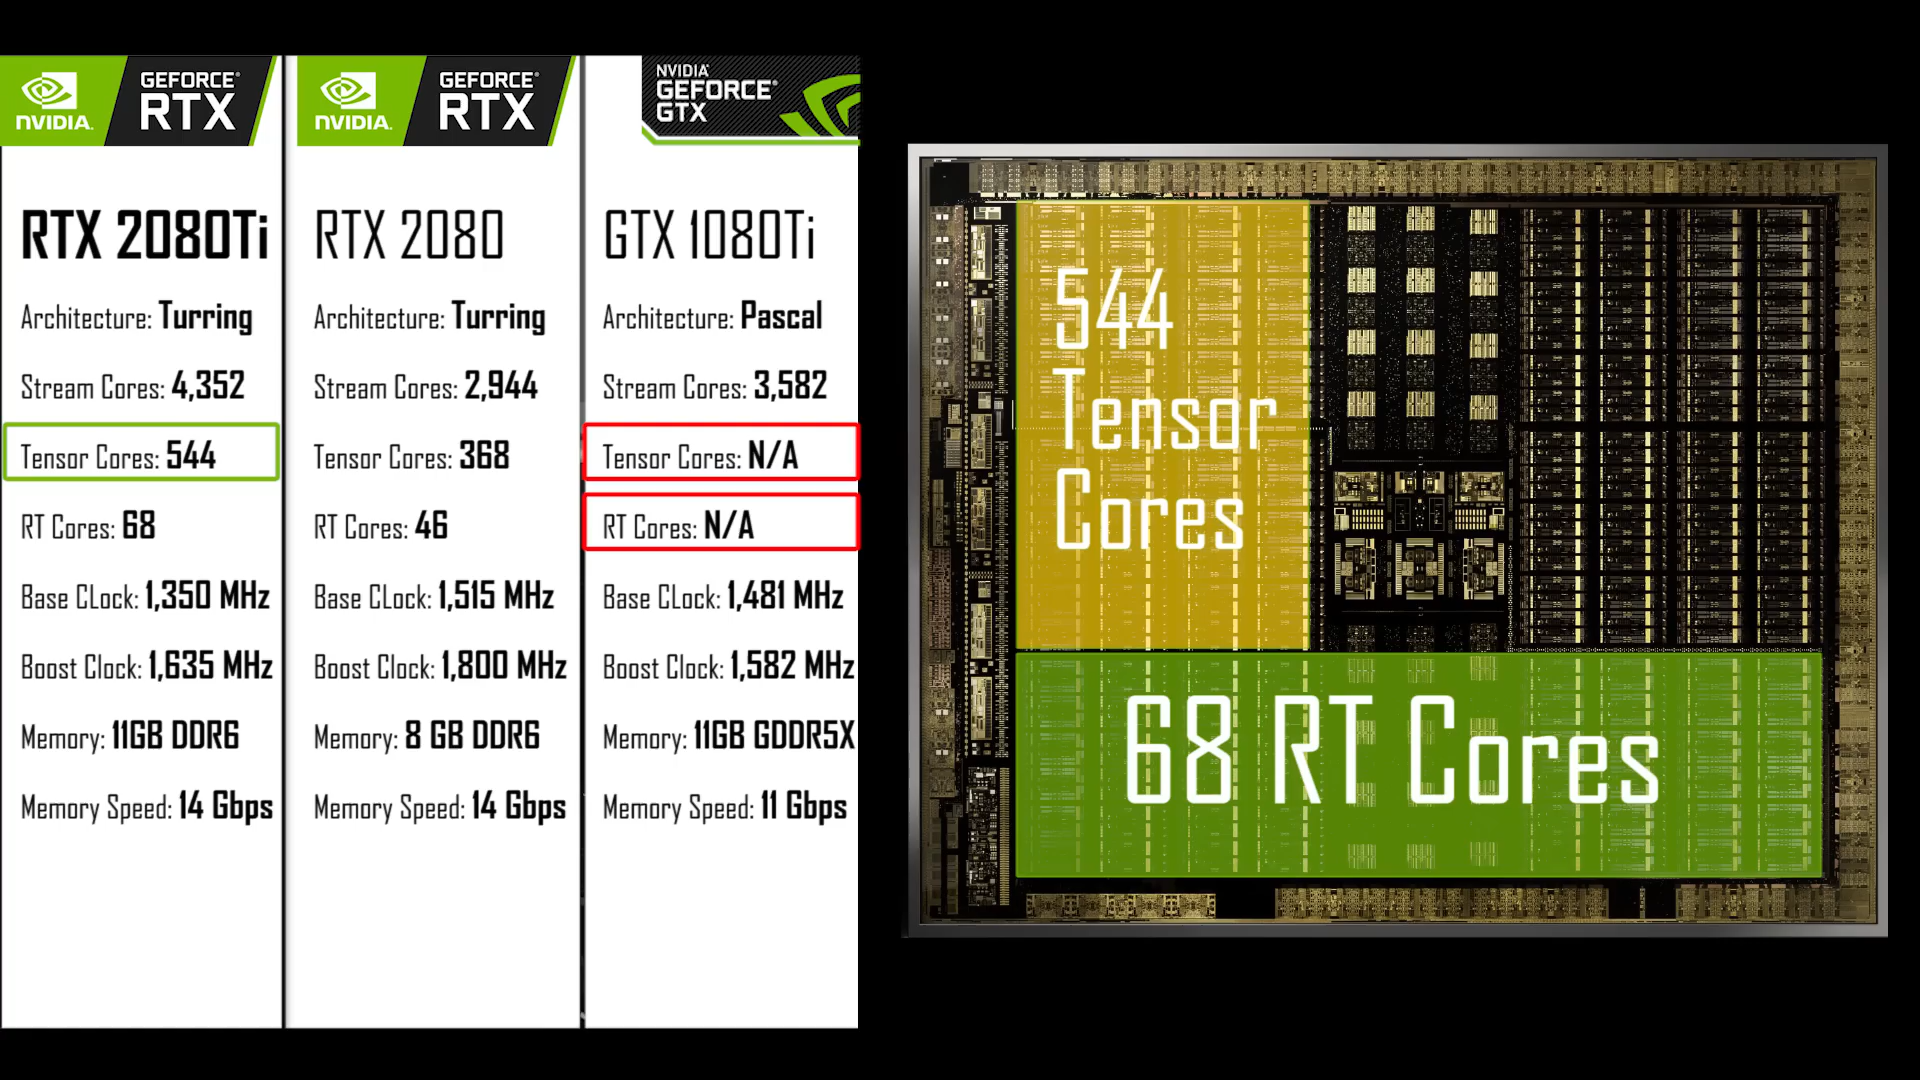 NVIDIA.
GEFORCE®
RTX
RTX 2080Ti
Architecture: Turring
Stream Cores: 4,352
Tensor Cores: 544
RT Cores: 68
Base CLock: 1,350 MHz
Boost Clock: 1,635 MHz
Memory: 11GB DDR6
Memory Speed: 14 Gbps
NVIDIA.
GEFORCE®
RTX
RTX 2080
Architecture: Turring
Stream Cores: 2,944
Tensor Cores: 368
RT Cores: 46
Base CLock: 1,515 MHz
Boost Clock: 1,800 MHz
Memory: 8 GB DDR6
Memory Speed: 14 Gbps
NVIDIA®
GEFORCE®
GTX
GTX 1080Ti
Architecture: Pascal
Stream Cores: 3,582
Tensor Cores: N/A
RT Cores: N/A
Base CLock: 1,481 MHz
Boost Clock: 1,582 MHz
Memory: 11GB GDDR5X
Memory Speed: 11 Gbps
544
Tensor
Cores
68 RT Cores